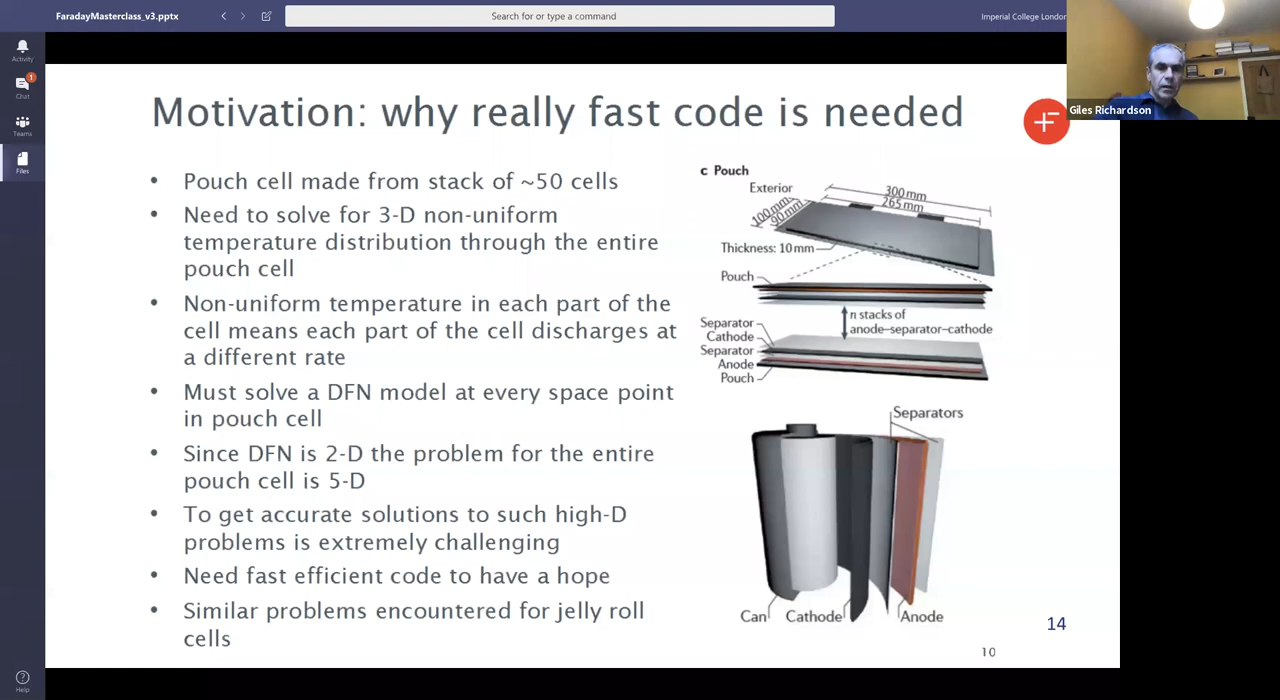 FaradayMasterclass_v3.pptx
Search for or type a command
Imperial College London
Activity
1
Chat
Teams
Files
Help
Giles Richardson
Motivation: why really fast code is needed
• Pouch cell made from stack of ~50 cells
• Need to solve for 3-D non-uniform
temperature distribution through the entire
pouch cell
• Non-uniform temperature in each part of the
cell means each part of the cell discharges at
a different rate
• Must solve a DFN model at every space point
in pouch cell
• Since DFN is 2-D the problem for the entire
pouch cell is 5-D
• To get accurate solutions to such high-D
problems is extremely challenging
• Need fast efficient code to have a hope
• Similar problems encountered for jelly roll
cells
c Pouch
Exterior
300 mm
265 mm
100 mm
90 mm
Thickness: 10 mm
Pouch
n stacks of
anode–separator–cathode
Separator
Cathode
Separator
Anode
Pouch
Separators
Can
Cathode
Anode
14
10